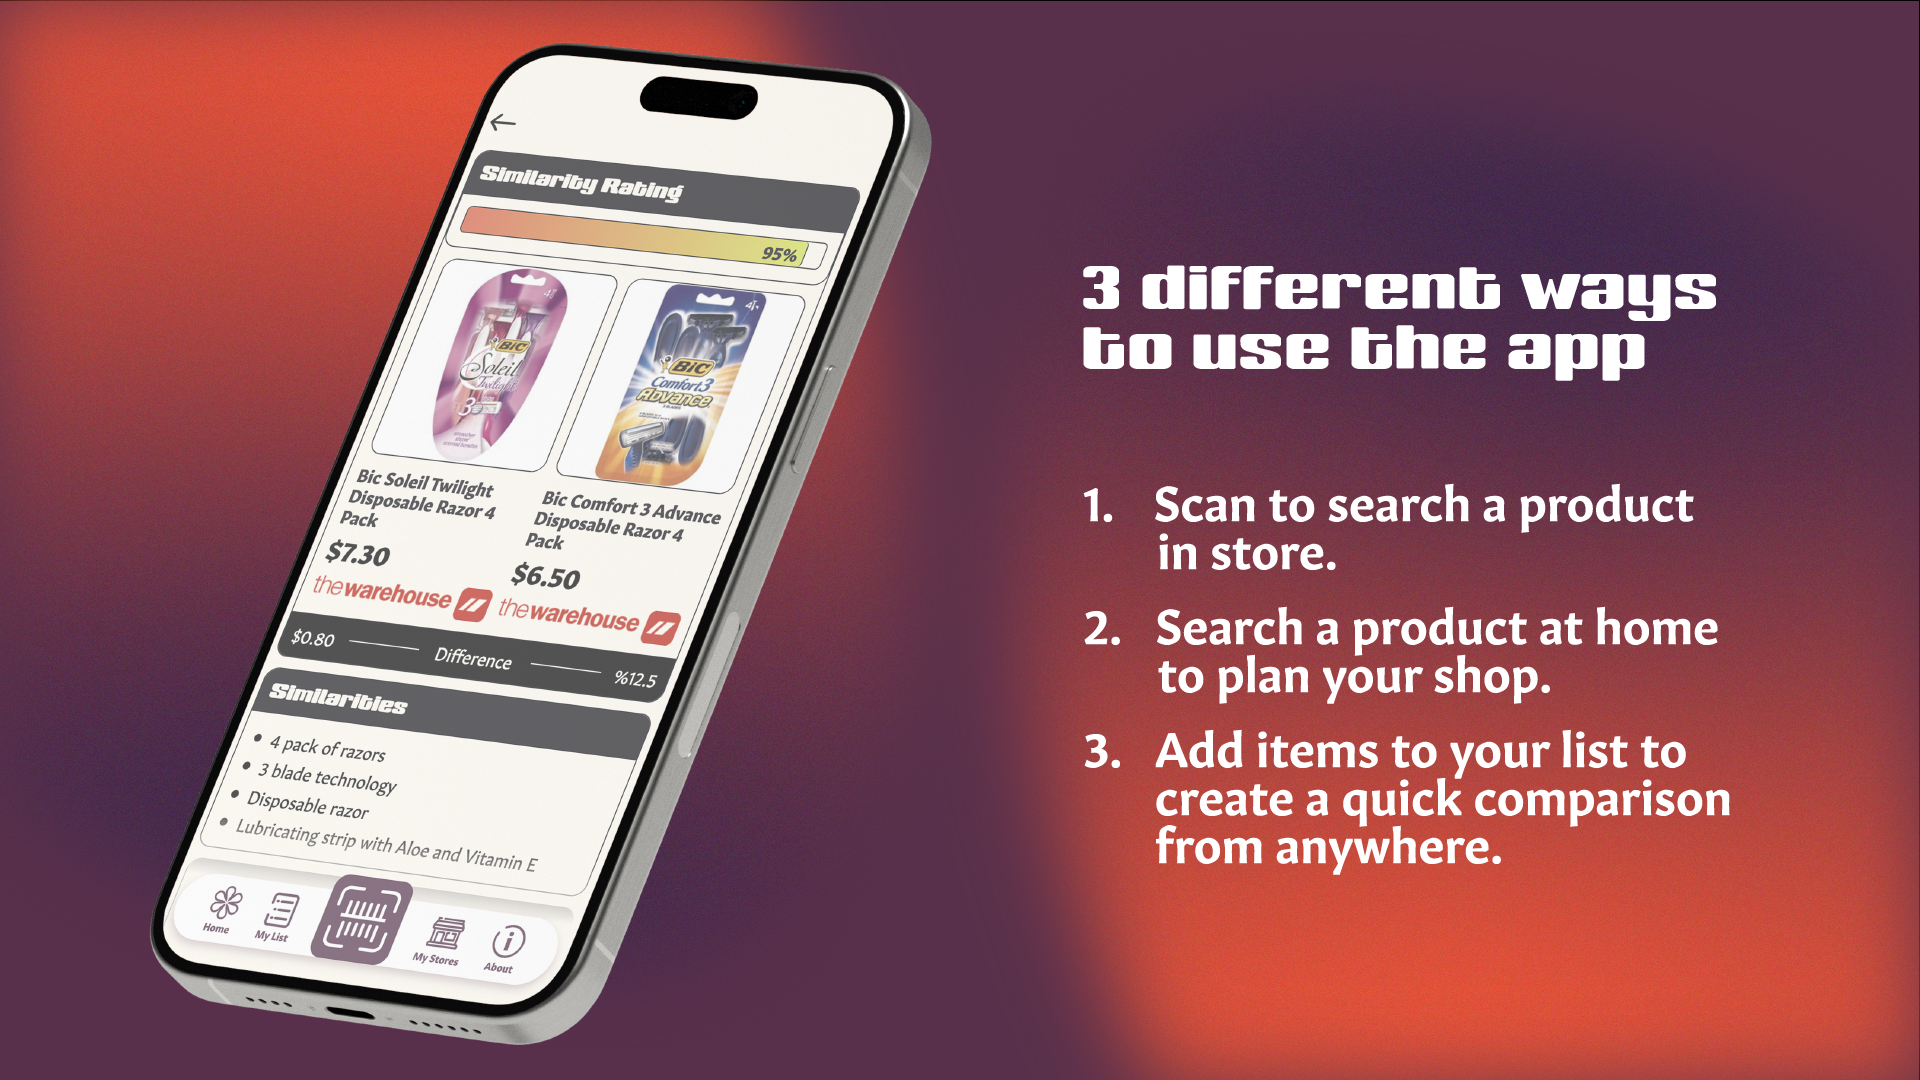 Similarity Rating
95%
BiC
Soleil
Twilight
3
4
BiC
Comfort3
Advance
Bic Soleil Twilight
Disposable Razor 4
Pack
$7.30
thewarehouse
Bic Comfort 3 Advance
Disposable Razor 4
Pack
$6.50
thewarehouse
$0.80 Difference %12.5
Similarities
• 4 pack of razors
• 3 blade technology
• Disposable razor
• Lubricating strip with Aloe and Vitamin E
Home
My List
My Stores
About
3 different ways
to use the app
1. Scan to search a product
in store.
2. Search a product at home
to plan your shop.
3. Add items to your list to
create a quick comparison
from anywhere.